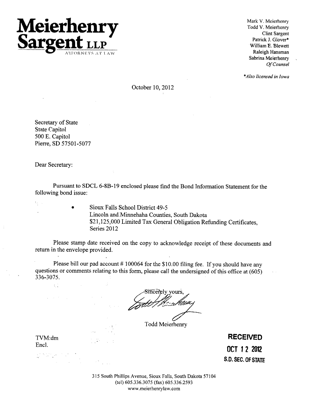 Meierhenry
Sargent LLP
ATTORNEYS AT LAW
Mark V. Meierhenry
Todd V. Meierhenry
Clint Sargent
Patrick J. Glover*
William E. Blewett
Raleigh Hansman
Sabrina Meierhenry
Of Counsel
*Also licensed in Iowa
October 10, 2012
Secretary of State
State Capitol
500 E. Capitol
Pierre, SD 57501-5077
Dear Secretary:
Pursuant to SDCL 6-8B-19 enclosed please find the Bond Information Statement for the
following bond issue:
• Sioux Falls School District 49-5
Lincoln and Minnehaha Counties, South Dakota
$21,125,000 Limited Tax General Obligation Refunding Certificates,
Series 2012
Please stamp date received on the copy to acknowledge receipt of these documents and
return in the envelope provided.
Please bill our pad account # 100064 for the $10.00 filing fee. If you should have any
questions or comments relating to this form, please call the undersigned of this office at (605)
336-3075.
Sincerely yours,
Todd Meierhenry
TVM:dm
Encl.
RECEIVED
OCT 12 2012
S.D. SEC. OF STATE
315 South Phillips Avenue, Sioux Falls, South Dakota 57104
(tel) 605.336.3075 (fax) 605.336.2593
www.meierhenrylaw.com